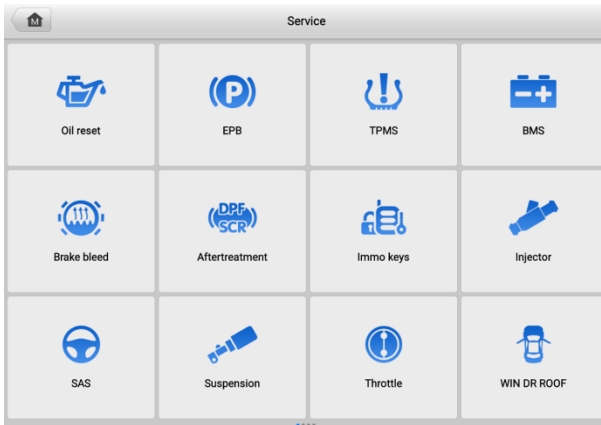 M
Service
Oil reset
P
EPB
TPMS
BMS
Brake bleed
DPF
SCR
Aftertreatment
Immo keys
Injector
SAS
Suspension
Throttle
WIN DR ROOF